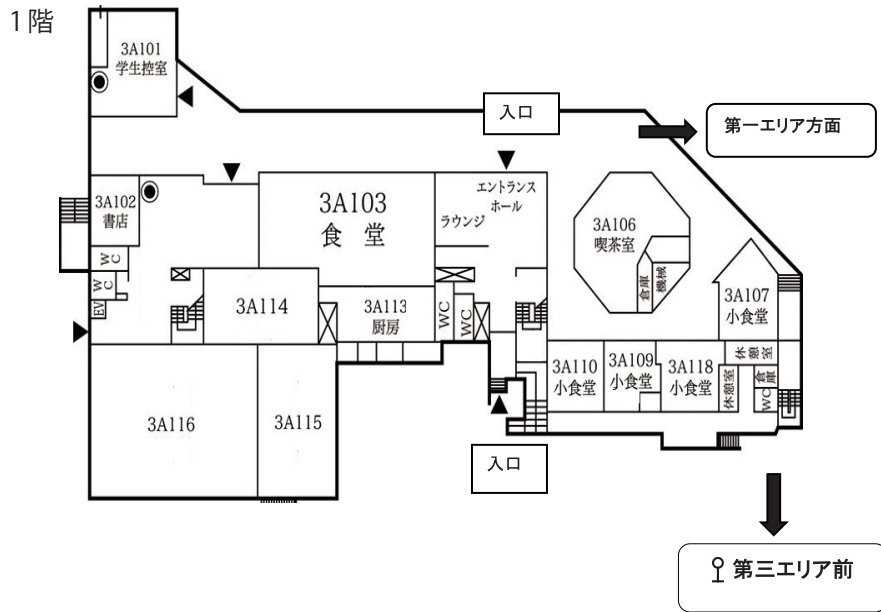 1階
3A101
学生控室
入口
第一エリア方面
3A102
書店
3A103
食 堂
エントランス
ホール
ラウンジ
3A106
喫茶室
倉庫
機械
WC
WC
EV
3A114
3A113
厨房
WC
WC
3A107
小食堂
3A110
小食堂
3A109
小食堂
3A118
小食堂
休憩室
休憩室
倉庫
WC
3A116
3A115
入口
第三エリア前